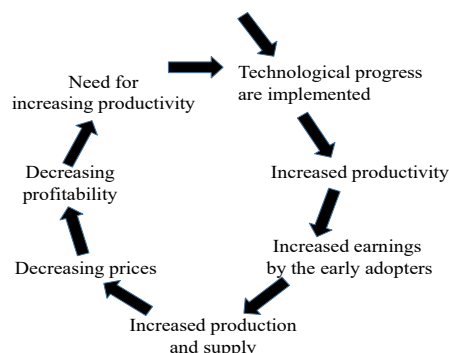 Technological progress
are implemented
Increased productivity
Increased earnings
by the early adopters
Increased production
and supply
Decreasing prices
Decreasing
profitability
Need for
increasing productivity